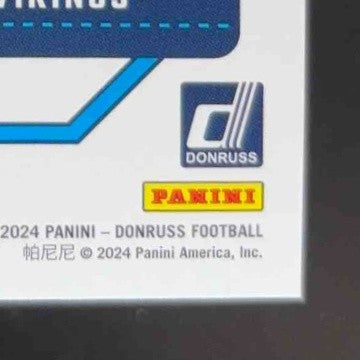 VIKINGS
DONRUSS
PANINI
2024 PANINI – DONRUSS FOOTBALL
帕尼尼 © 2024 Panini America, Inc.